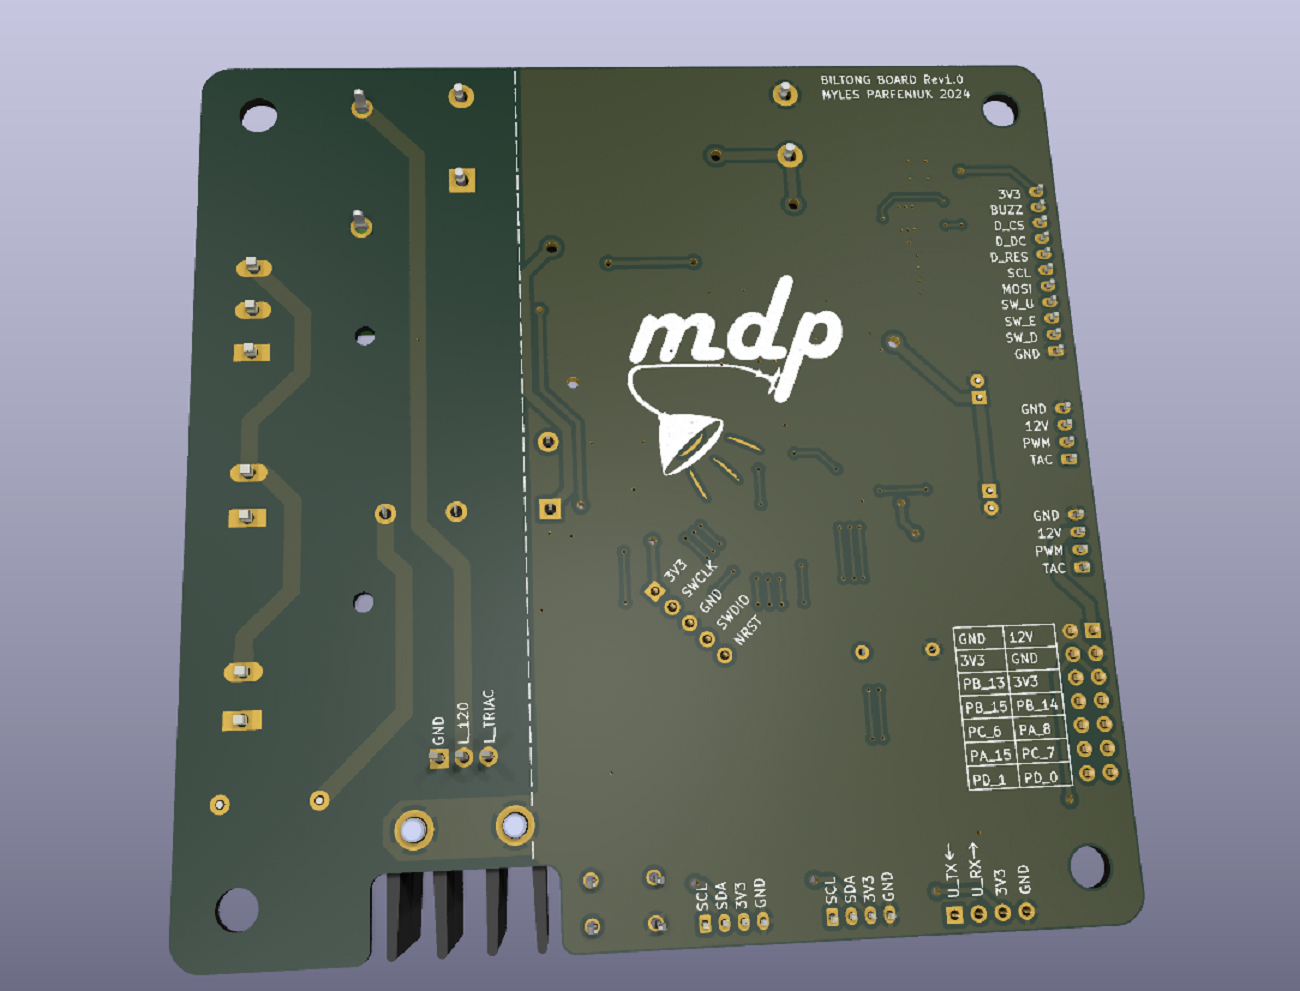 BILTONG BOARD Rev1.0
MYLES PARFENIUK 2024
3V3
BUZZ
D_CS
D_DC
D_RES
SCL
MOSI
SW_U
SW_E
SW_D
GND
mdp
GND
12V
PWM
TAC
GND
12V
PWM
TAC
3V3
SWCLK
GND
SWDIO
NRST
GND 12V
3V3 GND
PB_13 3V3
PB_15 PB_14
PC_6 PA_8
PA_15 PC_7
PD_1 PD_0
GND
L_120
L_TRIAC
SCL
SDA
3V3
GND
SCL
SDA
3V3
GND
U_TX←
U_RX→
3V3
GND